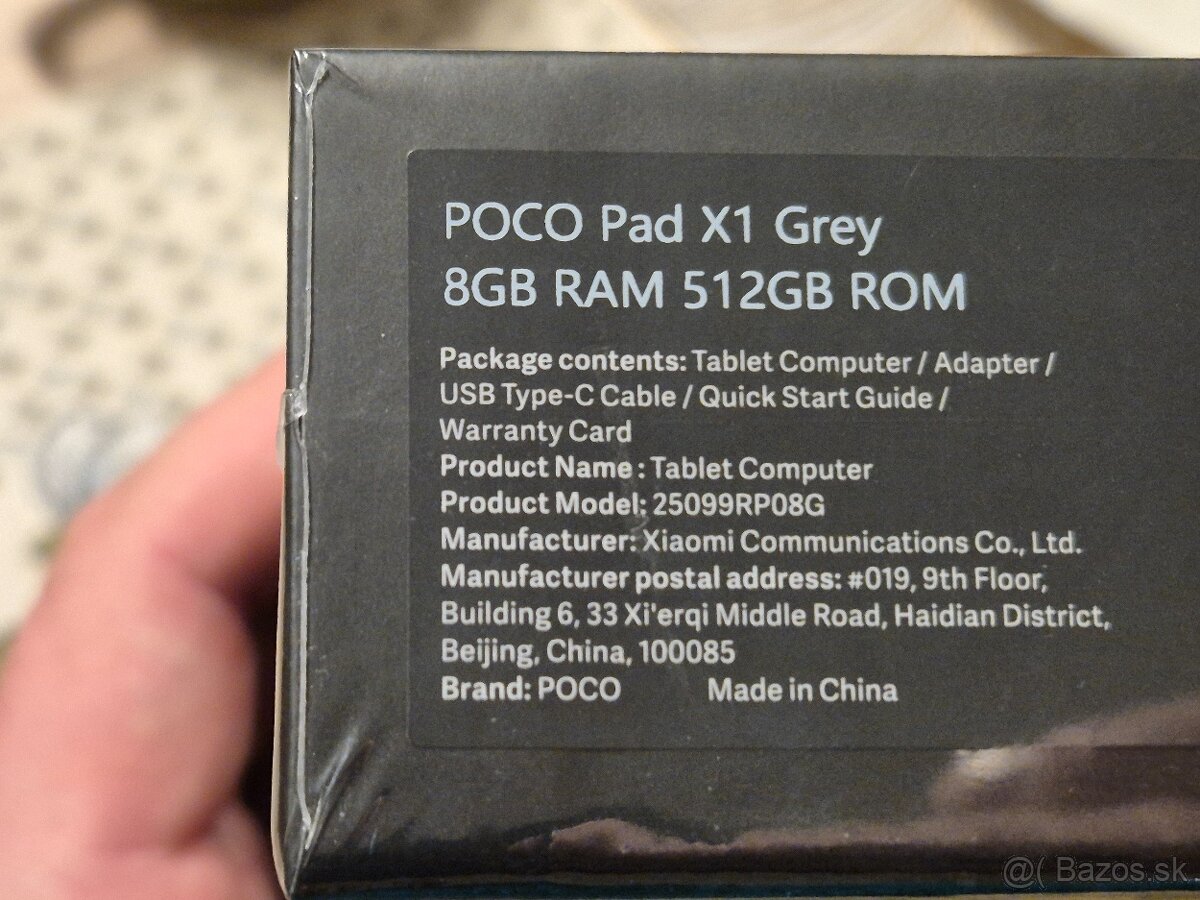 POCO Pad X1 Grey
8GB RAM 512GB ROM
Package contents: Tablet Computer / Adapter /
USB Type-C Cable / Quick Start Guide /
Warranty Card
Product Name : Tablet Computer
Product Model: 25099RP08G
Manufacturer: Xiaomi Communications Co., Ltd.
Manufacturer postal address: #019, 9th Floor,
Building 6, 33 Xi'erqi Middle Road, Haidian District,
Beijing, China, 100085
Brand: POCO Made in China
@( Bazos.sk